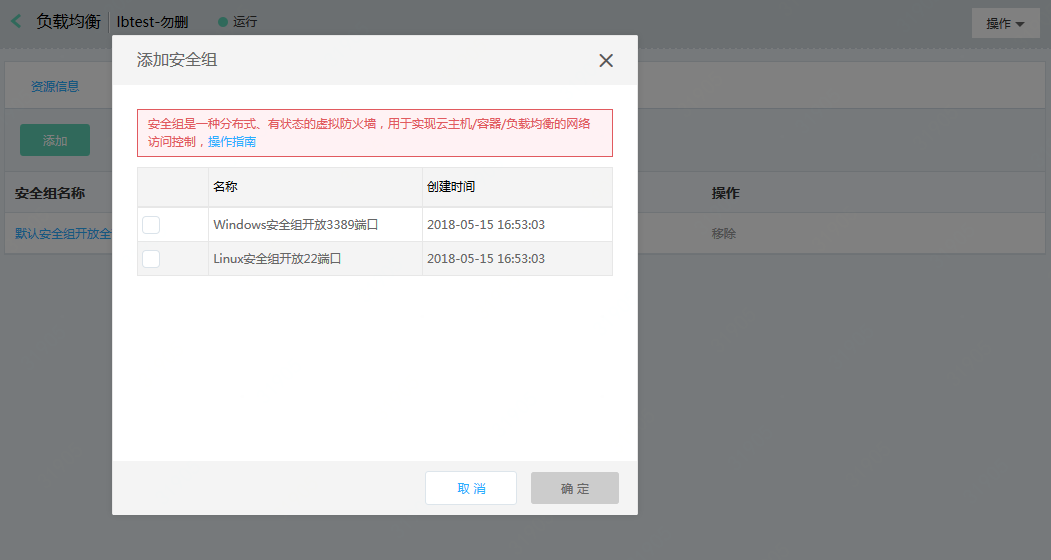 负载均衡 lbtest-勿删 运行 操作
添加安全组
资源信息
安全组是一种分布式、有状态的虚拟防火墙，用于实现云主机/容器/负载均衡的网络
访问控制，操作指南
添加
名称 创建时间
安全组名称 操作
Windows安全组开放3389端口 2018-05-15 16:53:03
默认安全组开放全 移除
Linux安全组开放22端口 2018-05-15 16:53:03
取 消 确 定